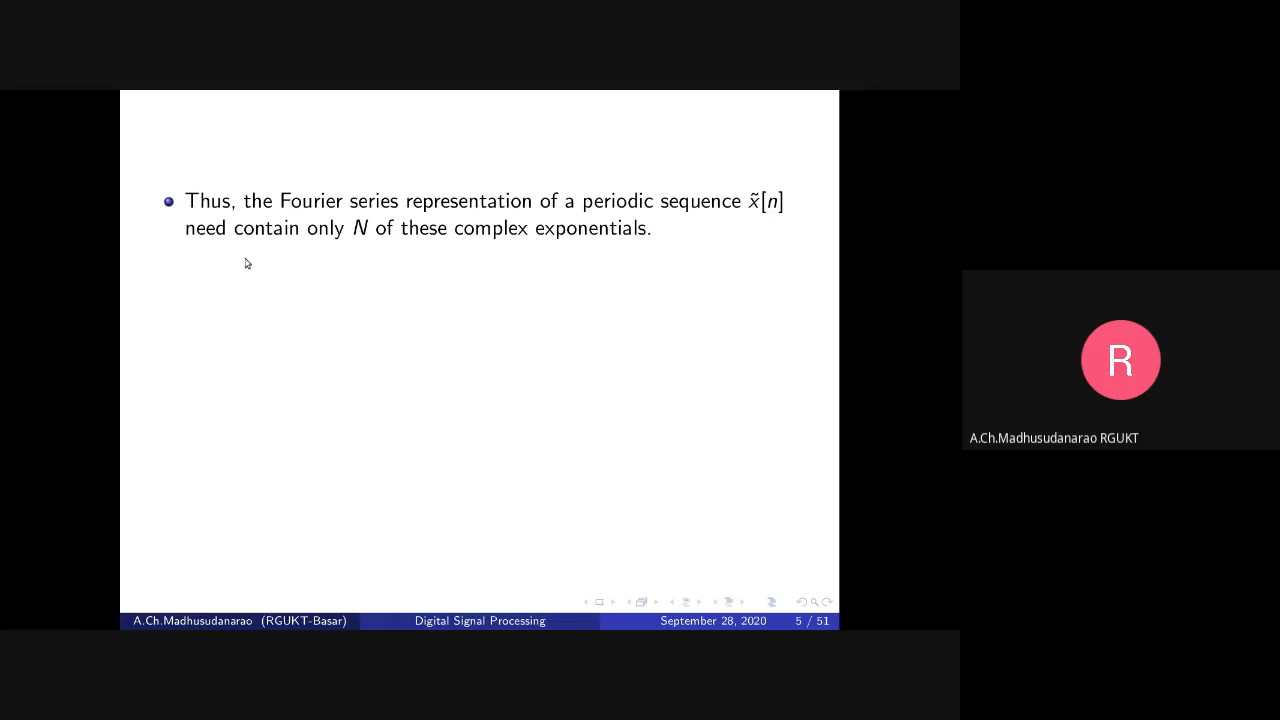 Thus, the Fourier series representation of a periodic sequence x̃[n]
need contain only N of these complex exponentials.
R
A.Ch.Madhusudanarao RGUKT
A.Ch.Madhusudanarao (RGUKT-Basar) Digital Signal Processing September 28, 2020 5 / 51